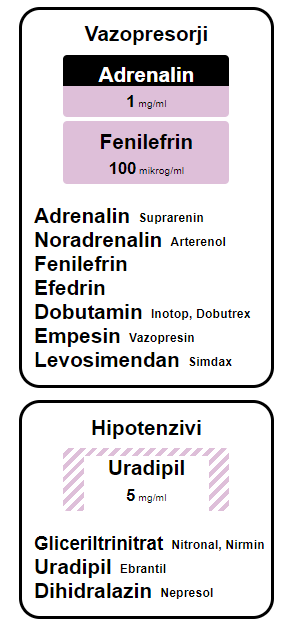 Vazopresorji
Adrenalin
1 mg/ml
Fenilefrin
100 mikrog/ml
Adrenalin Suprarenin
Noradrenalin Arterenol
Fenilefrin
Efedrin
Dobutamin Inotop, Dobutrex
Empesin Vazopresin
Levosimendan Simdax
Hipotenzivi
Uradipil
5 mg/ml
Gliceriltrinitrat Nitronal, Nirmin
Uradipil Ebrantil
Dihidralazin Nepresol